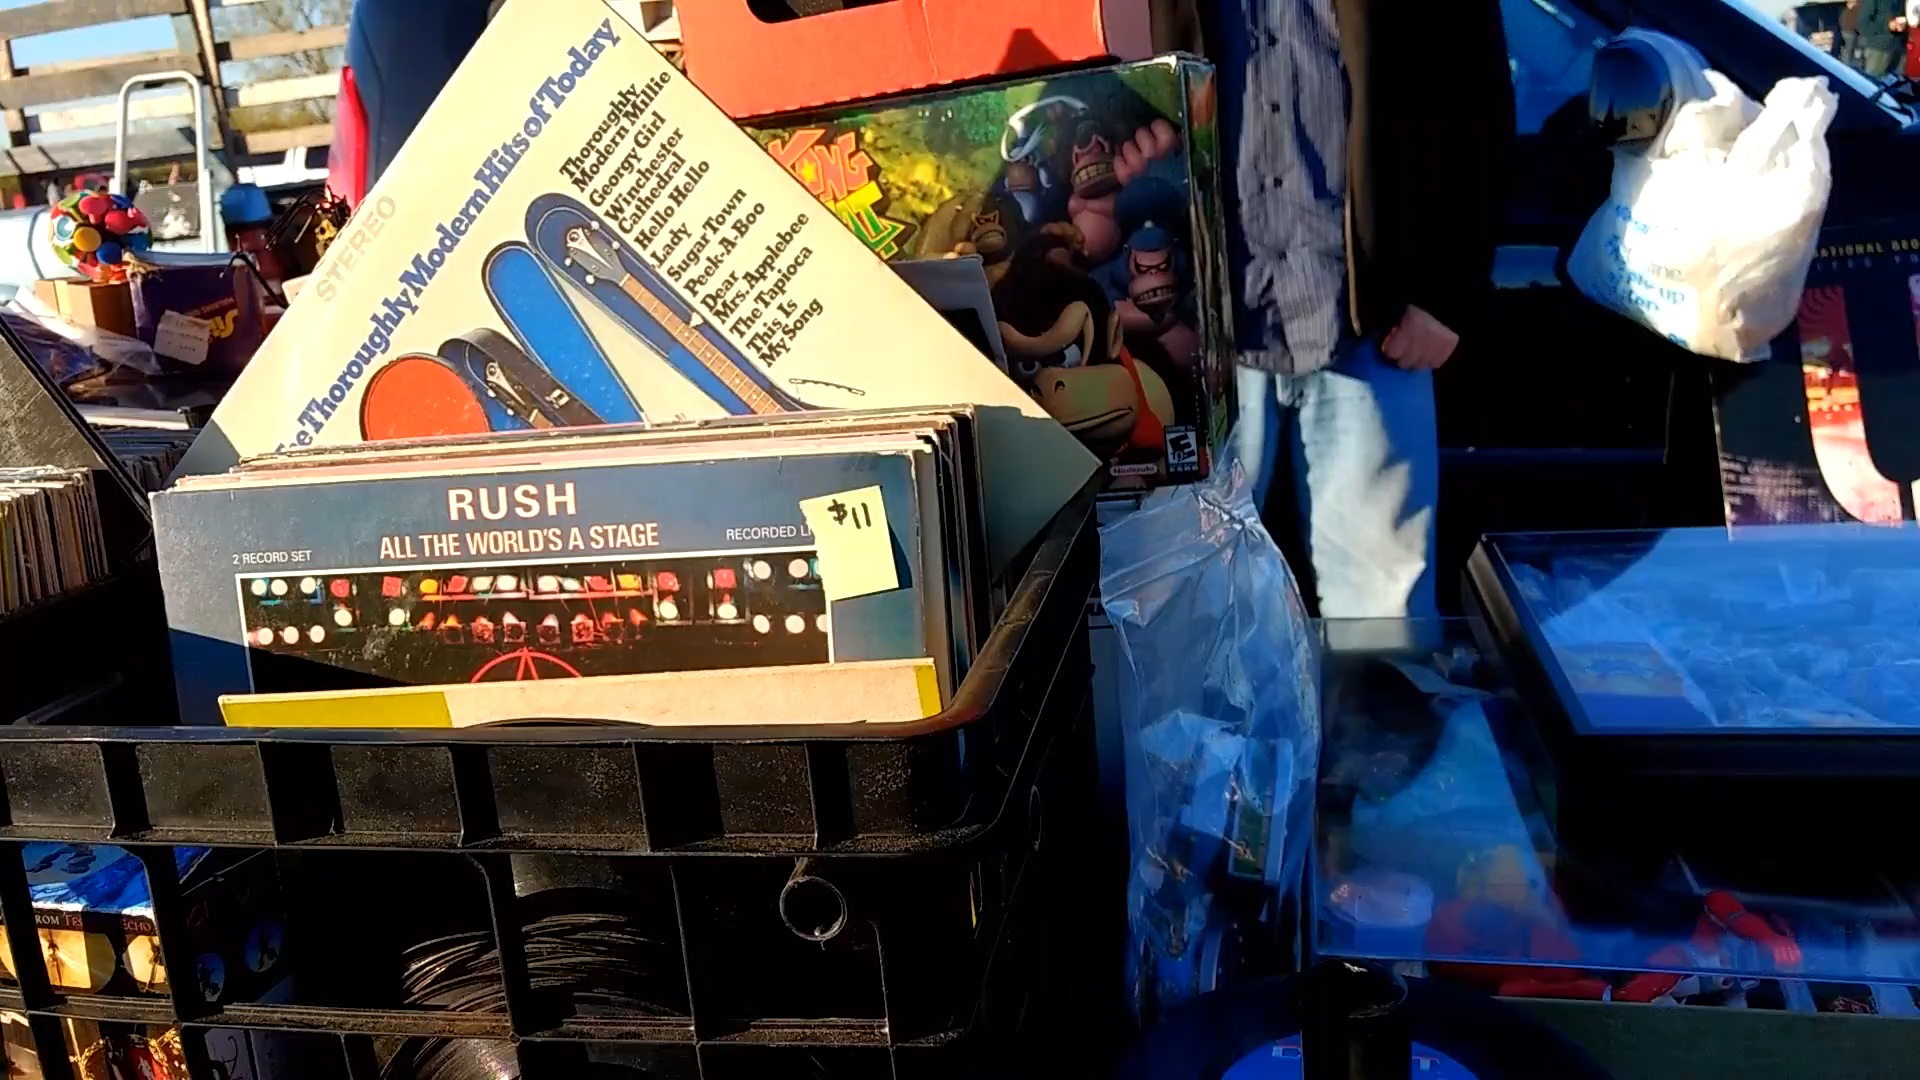 STEREO
Thoroughly Modern Hits of Today
Thoroughly
Modern Millie
Georgy Girl
Winchester
Cathedral
Hello Hello
Lady
Sugar Town
Peek-A-Boo
Dear
Mrs. Applebee
The Tapioca
This Is
My Song
KONG
Nintendo
RUSH
ALL THE WORLD'S A STAGE
2 RECORD SET
RECORDED
$11